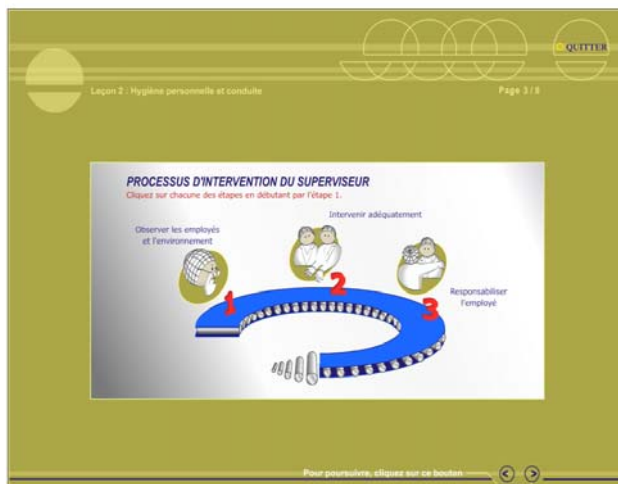 QUITTER
Leçon 2 : Hygiène personnelle et conduite
Page 3 / 8
PROCESSUS D'INTERVENTION DU SUPERVISEUR
Cliquez sur chacune des étapes en débutant par l'étape 1.
Observer les employés
et l'environnement
Intervenir adéquatement
Responsabiliser
l'employé
1
2
3
Pour poursuivre, cliquez sur ce bouton